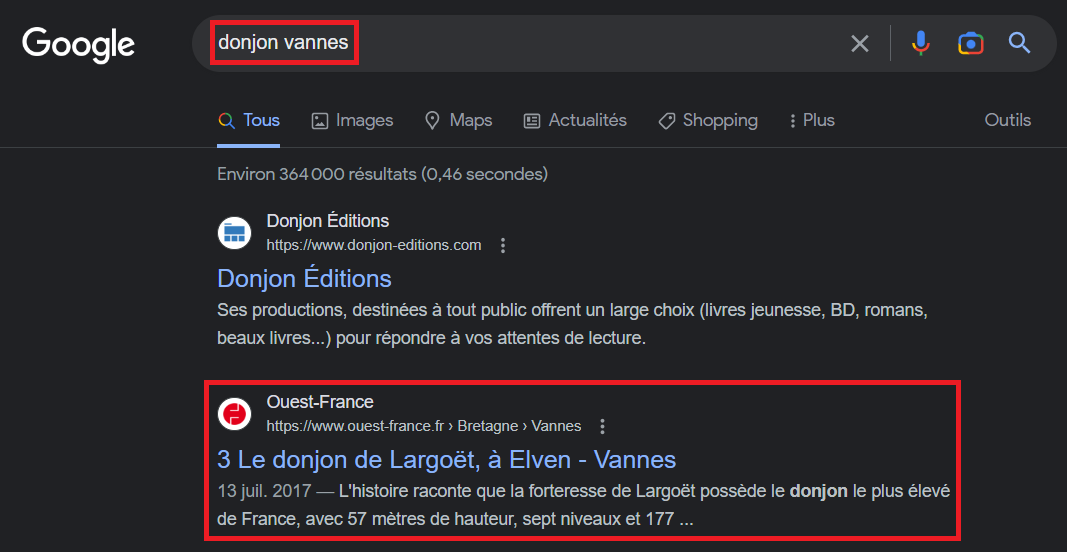 Google
donjon vannes
Tous Images Maps Actualités Shopping Plus Outils
Environ 364 000 résultats (0,46 secondes)
Donjon Éditions
https://www.donjon-editions.com
Donjon Éditions
Ses productions, destinées à tout public offrent un large choix (livres jeunesse, BD, romans,
beaux livres...) pour répondre à vos attentes de lecture.
Ouest-France
https://www.ouest-france.fr › Bretagne › Vannes
3 Le donjon de Largoët, à Elven - Vannes
13 juil. 2017 — L'histoire raconte que la forteresse de Largoët possède le donjon le plus élevé
de France, avec 57 mètres de hauteur, sept niveaux et 177 ...